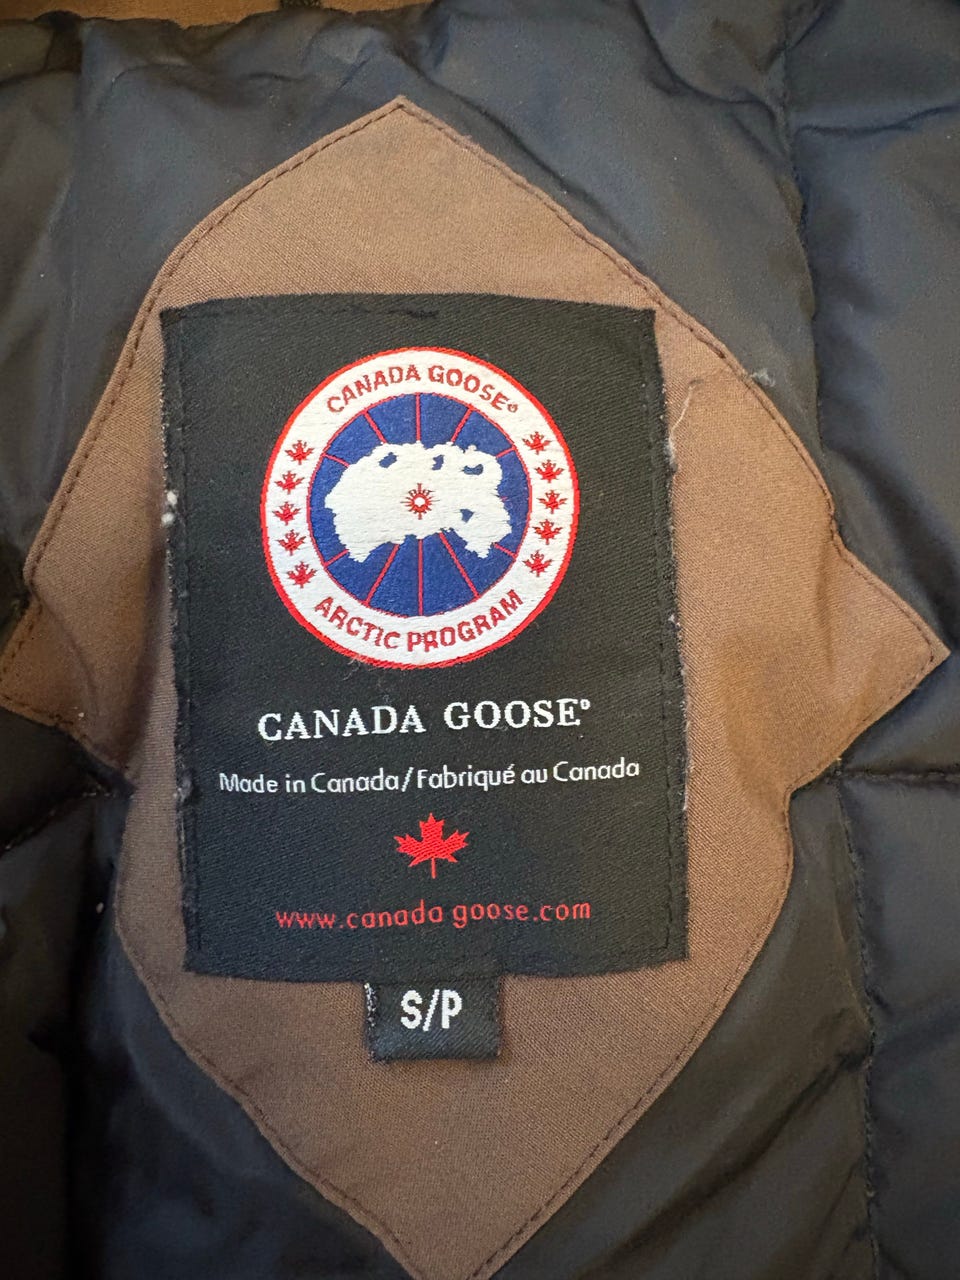 CANADA GOOSE®
ARCTIC PROGRAM
CANADA GOOSE®
Made in Canada/Fabriqué au Canada
www.canada goose.com
S/P